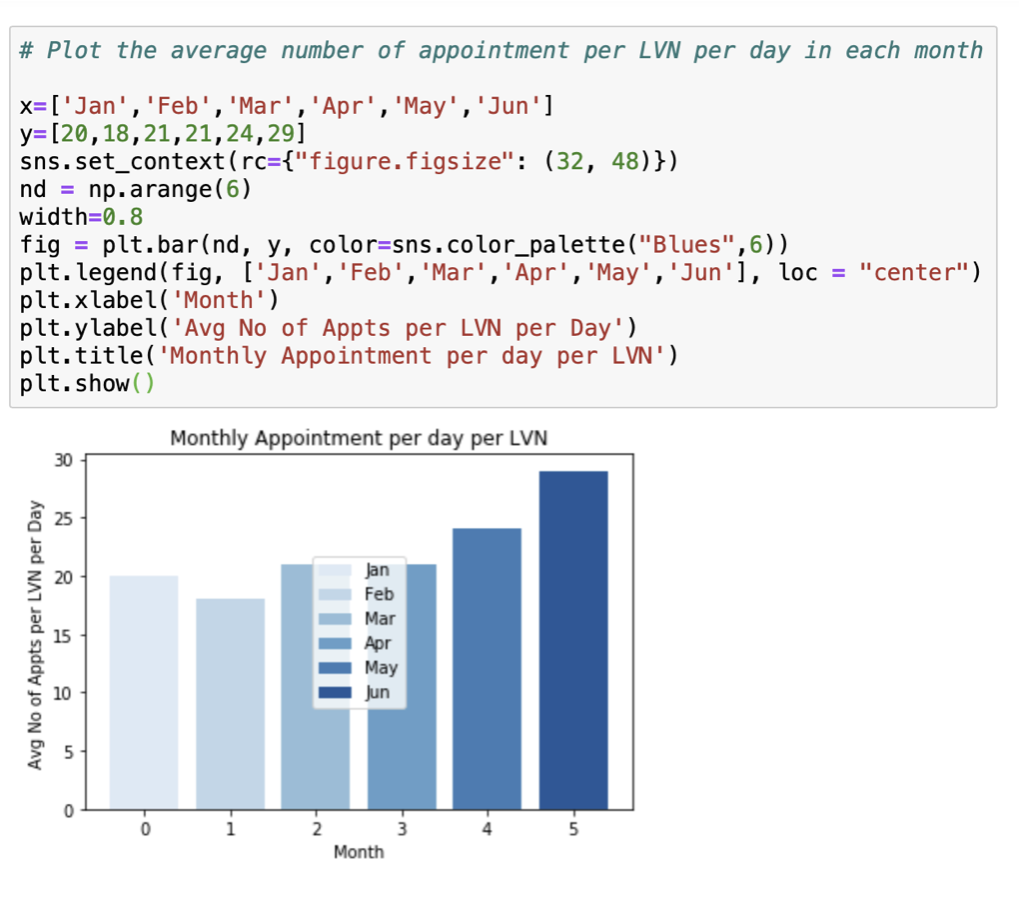 # Plot the average number of appointment per LVN per day in each month
x=['Jan','Feb','Mar','Apr','May','Jun']
y=[20,18,21,21,24,29]
sns.set_context(rc={"figure.figsize": (32, 48)})
nd = np.arange(6)
width=0.8
fig = plt.bar(nd, y, color=sns.color_palette("Blues",6))
plt.legend(fig, ['Jan','Feb','Mar','Apr','May','Jun'], loc = "center")
plt.xlabel('Month')
plt.ylabel('Avg No of Appts per LVN per Day')
plt.title('Monthly Appointment per day per LVN')
plt.show()
Monthly Appointment per day per LVN
Avg No of Appts per LVN per Day
30
25
20
15
10
5
0
Jan
Feb
Mar
Apr
May
Jun
0 1 2 3 4 5
Month